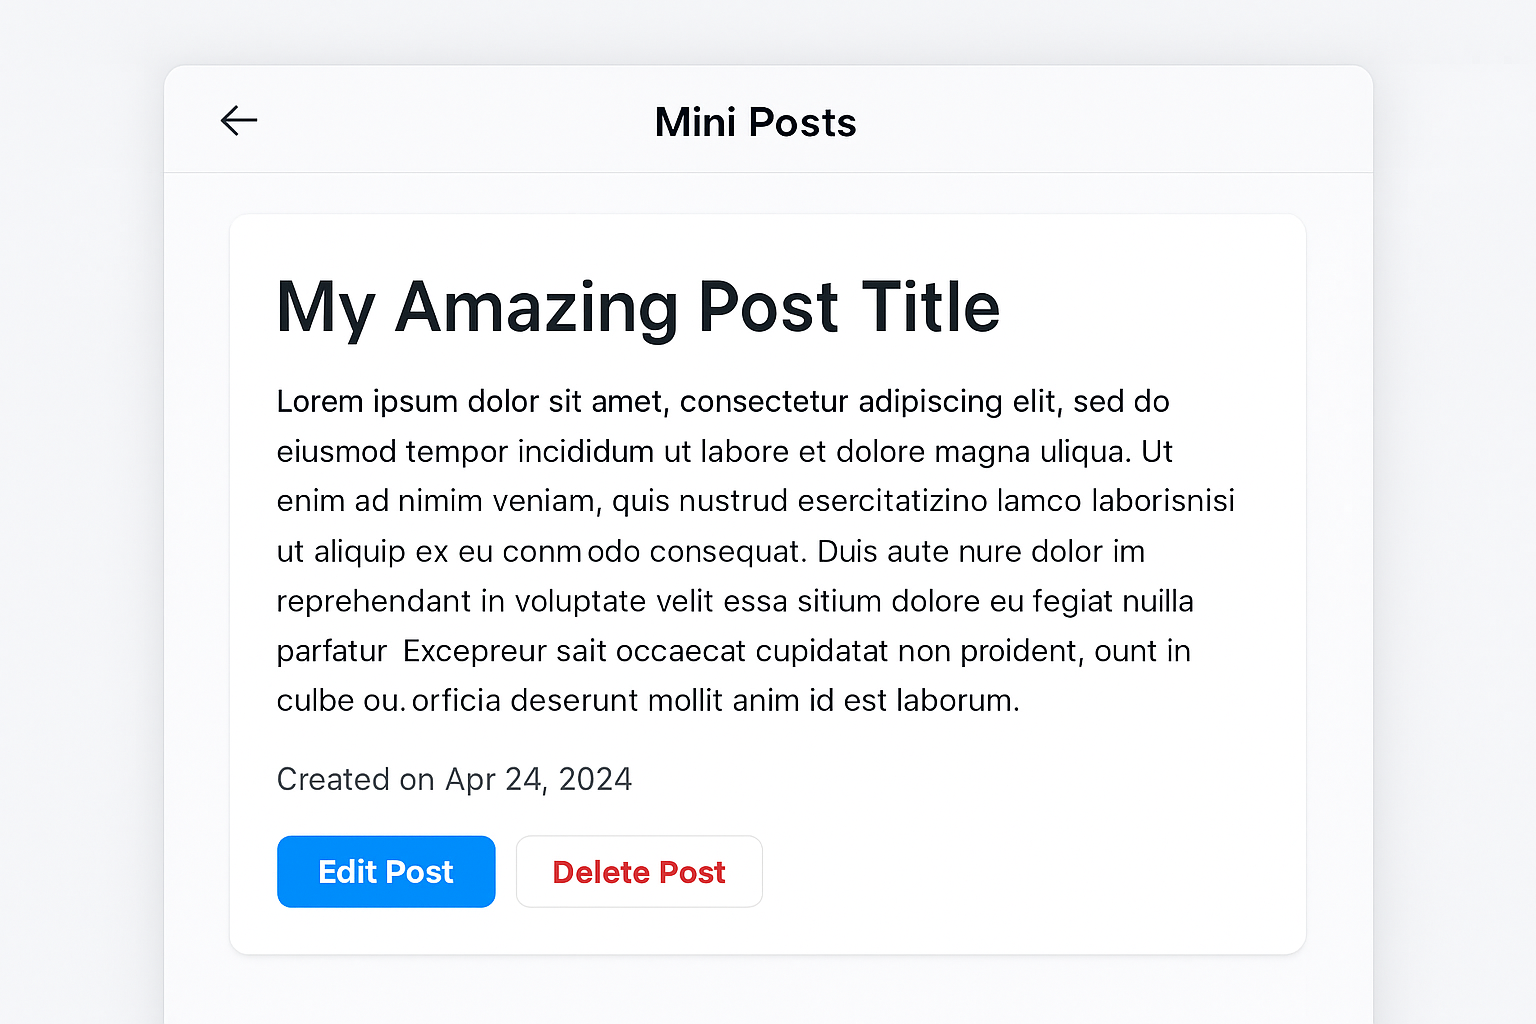 Mini Posts
My Amazing Post Title
Lorem ipsum dolor sit amet, consectetur adipiscing elit, sed do
eiusmod tempor incididum ut labore et dolore magna uliqua. Ut
enim ad nimim veniam, quis nustrud esercitatizino lamco laborisnisi
ut aliquip ex eu conmodo consequat. Duis aute nure dolor im
reprehendant in voluptate velit essa sitium dolore eu fegiat nuilla
parfatur Excepreur sait occaecat cupidatat non proident, ount in
culbe ou. orficia deserunt mollit anim id est laborum.
Created on Apr 24, 2024
Edit Post
Delete Post